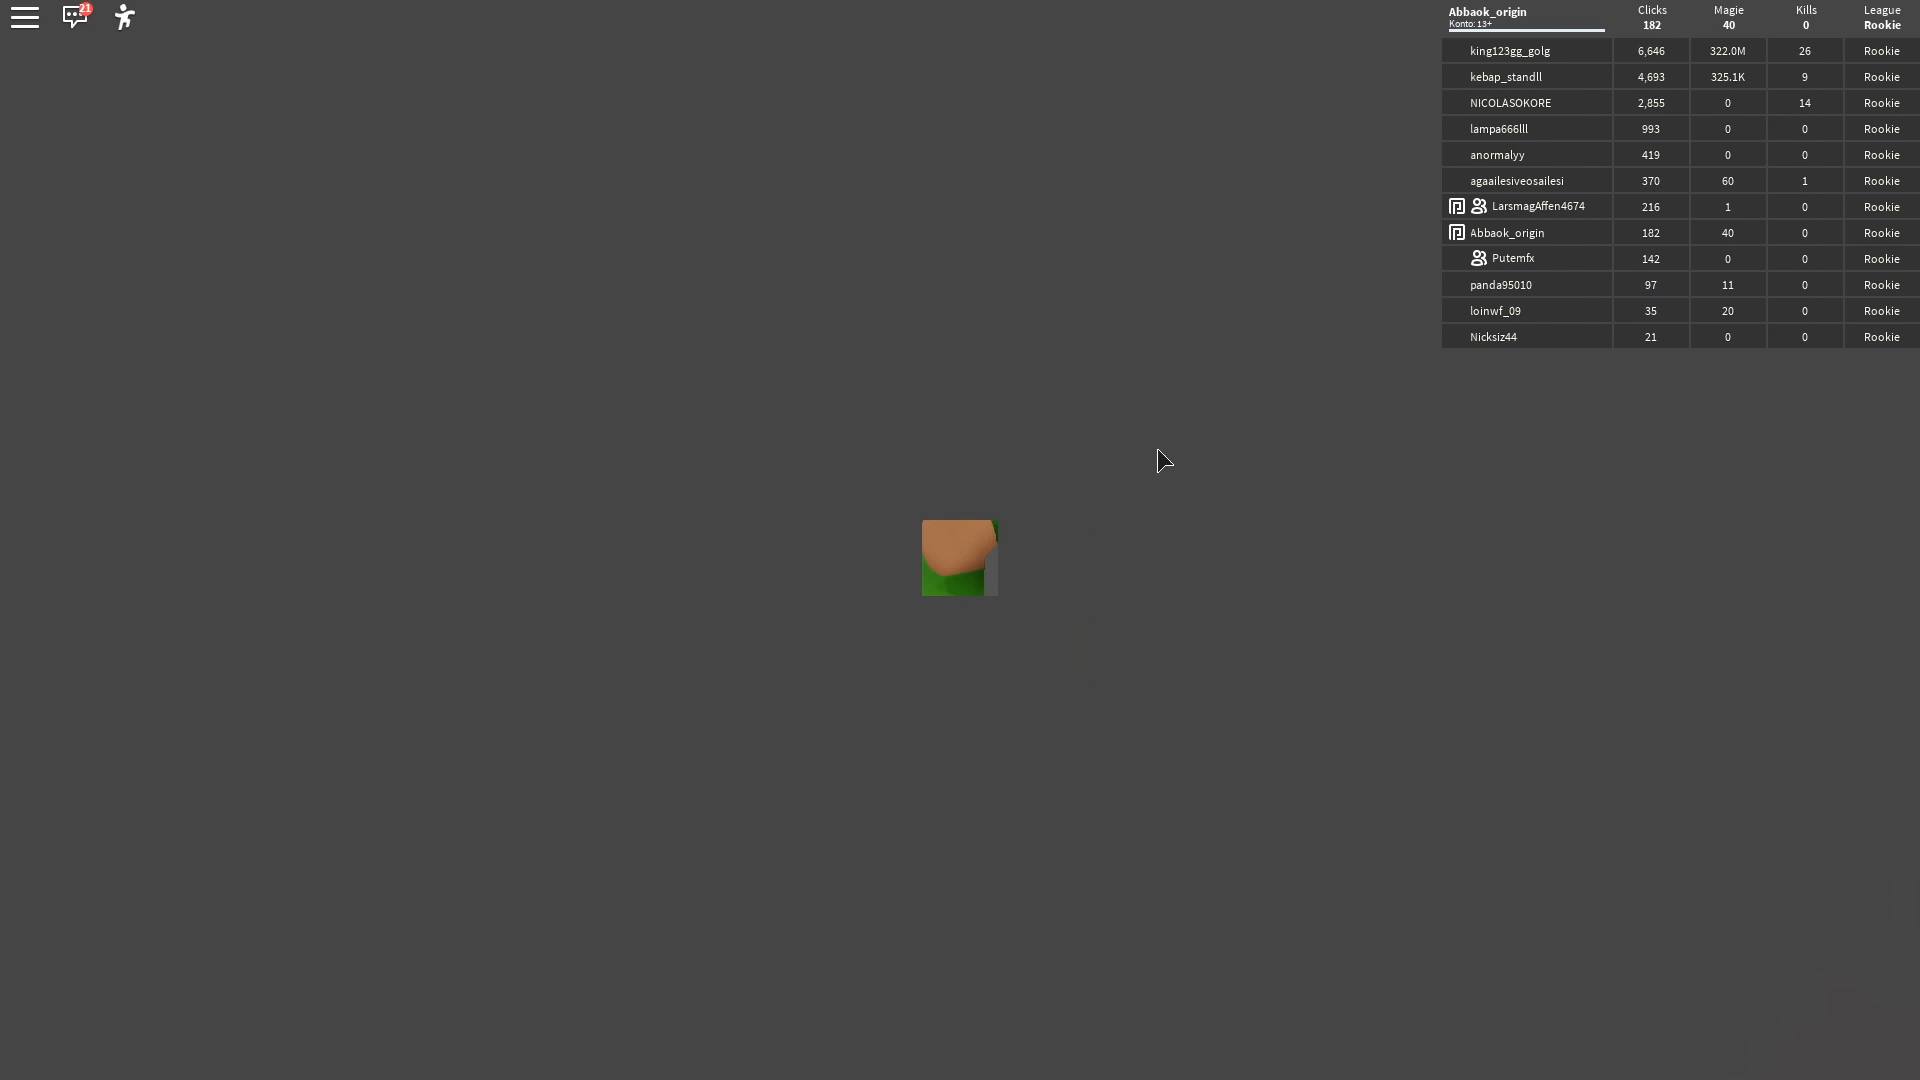 21
Abbaok_origin Clicks Magie Kills League
Konto: 13+ 182 40 0 Rookie
king123gg_golg 6,646 322.0M 26 Rookie
kebap_standll 4,693 325.1K 9 Rookie
NICOLASOKORE 2,855 0 14 Rookie
lampa666lll 993 0 0 Rookie
anormalyy 419 0 0 Rookie
agaailesiveosailesi 370 60 1 Rookie
LarsmagAffen4674 216 1 0 Rookie
Abbaok_origin 182 40 0 Rookie
Putemfx 142 0 0 Rookie
panda95010 97 11 0 Rookie
loinwf_09 35 20 0 Rookie
Nicksiz44 21 0 0 Rookie